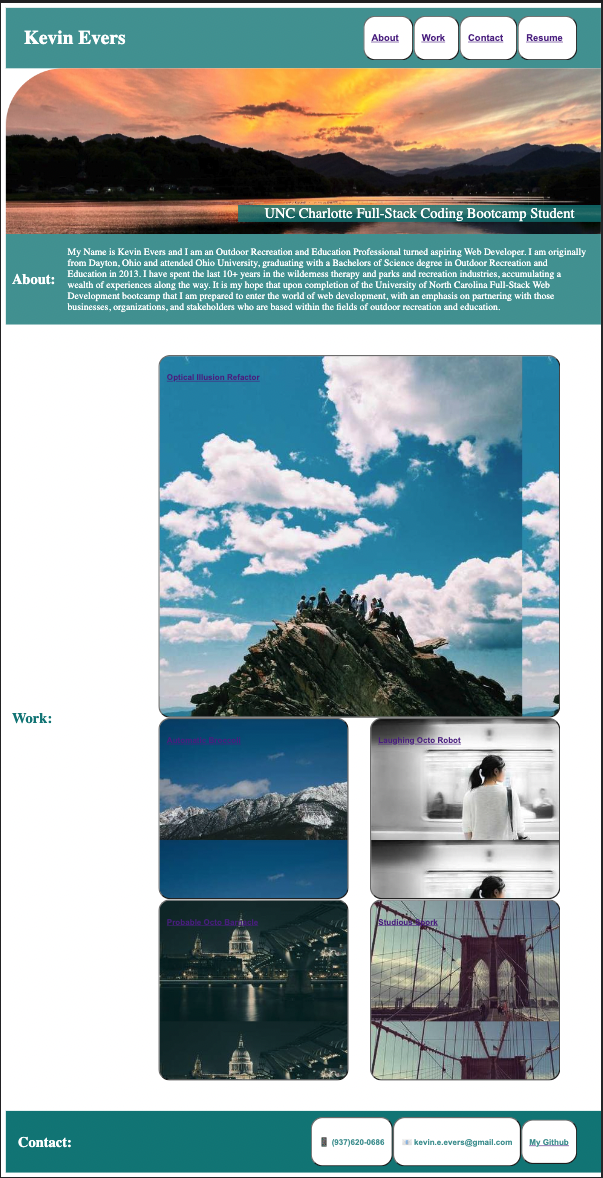 Kevin Evers
About
Work
Contact
Resume
UNC Charlotte Full-Stack Coding Bootcamp Student
About:
My Name is Kevin Evers and I am an Outdoor Recreation and Education Professional turned aspiring Web Developer. I am originally
from Dayton, Ohio and attended Ohio University, graduating with a Bachelors of Science degree in Outdoor Recreation and
Education in 2013. I have spent the last 10+ years in the wilderness therapy and parks and recreation industries, accumulating a
wealth of experiences along the way. It is my hope that upon completion of the University of North Carolina Full-Stack Web
Development bootcamp that I am prepared to enter the world of web development, with an emphasis on partnering with those
businesses, organizations, and stakeholders who are based within the fields of outdoor recreation and education.
Optical Illusion Refactor
Work:
Laughing Octo Robot
Probable Octo
Studious Spork
Contact:
(937)620-0686
kevin.e.evers@gmail.com
My Github